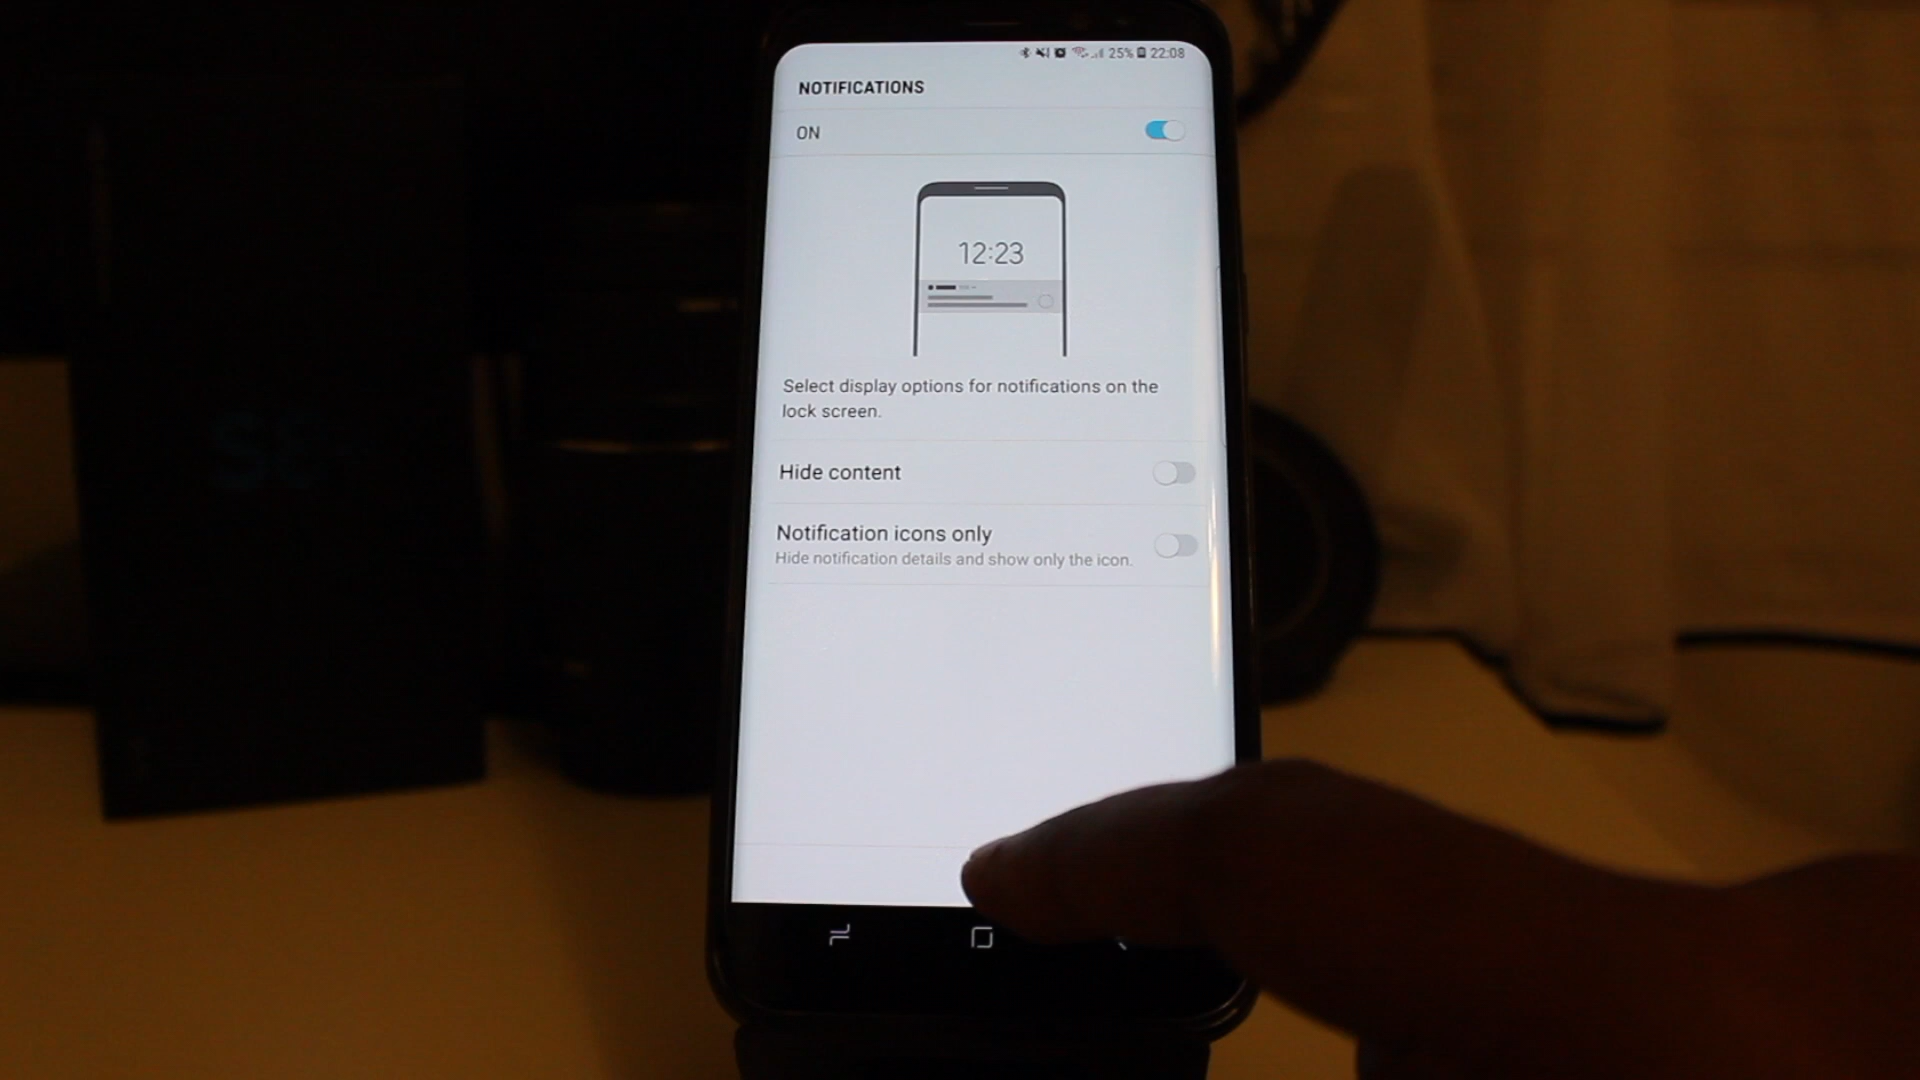 25% 22:08
NOTIFICATIONS
ON
12:23
Select display options for notifications on the
lock screen.
Hide content
Notification icons only
Hide notification details and show only the icon.